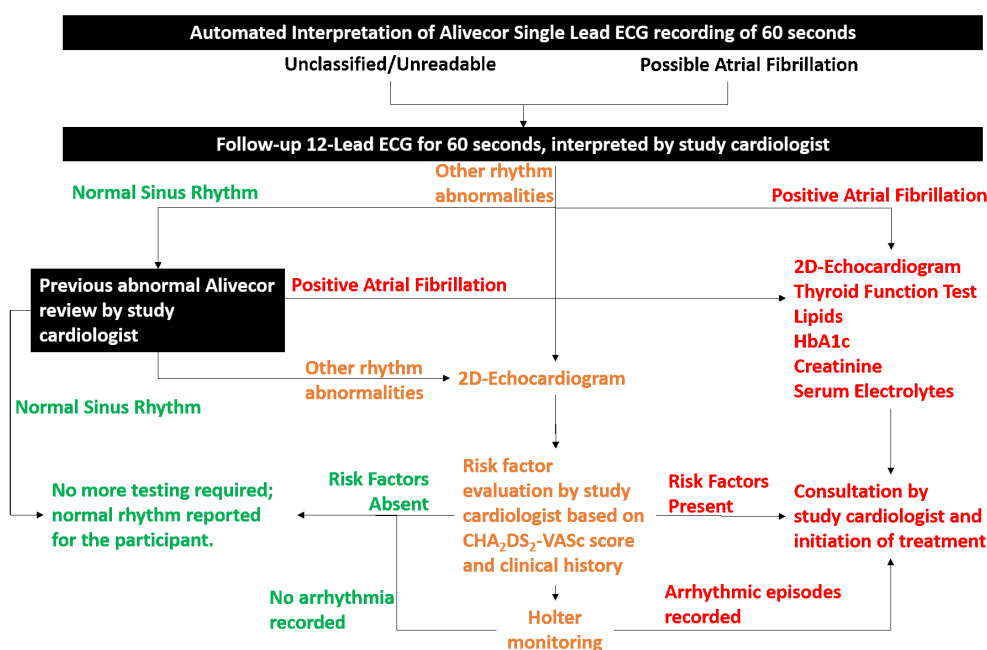 Automated Interpretation of Alivecor Single Lead ECG recording of 60 seconds
Unclassified/Unreadable
Possible Atrial Fibrillation
Follow-up 12-Lead ECG for 60 seconds, interpreted by study cardiologist
Other rhythm
abnormalities
Normal Sinus Rhythm
Positive Atrial Fibrillation
Previous abnormal Alivecor
review by study
cardiologist
Positive Atrial Fibrillation
2D-Echocardiogram
Thyroid Function Test
Lipids
HbA1c
Creatinine
Serum Electrolytes
Other rhythm
abnormalities
2D-Echocardiogram
Normal Sinus Rhythm
No more testing required;
normal rhythm reported
for the participant.
Risk Factors
Absent
Risk factor
evaluation by study
cardiologist based on
CHA₂DS₂-VASc score
and clinical history
Risk Factors
Present
Consultation by
study cardiologist and
initiation of treatment
No arrhythmia
recorded
Holter
monitoring
Arrhythmic episodes
recorded